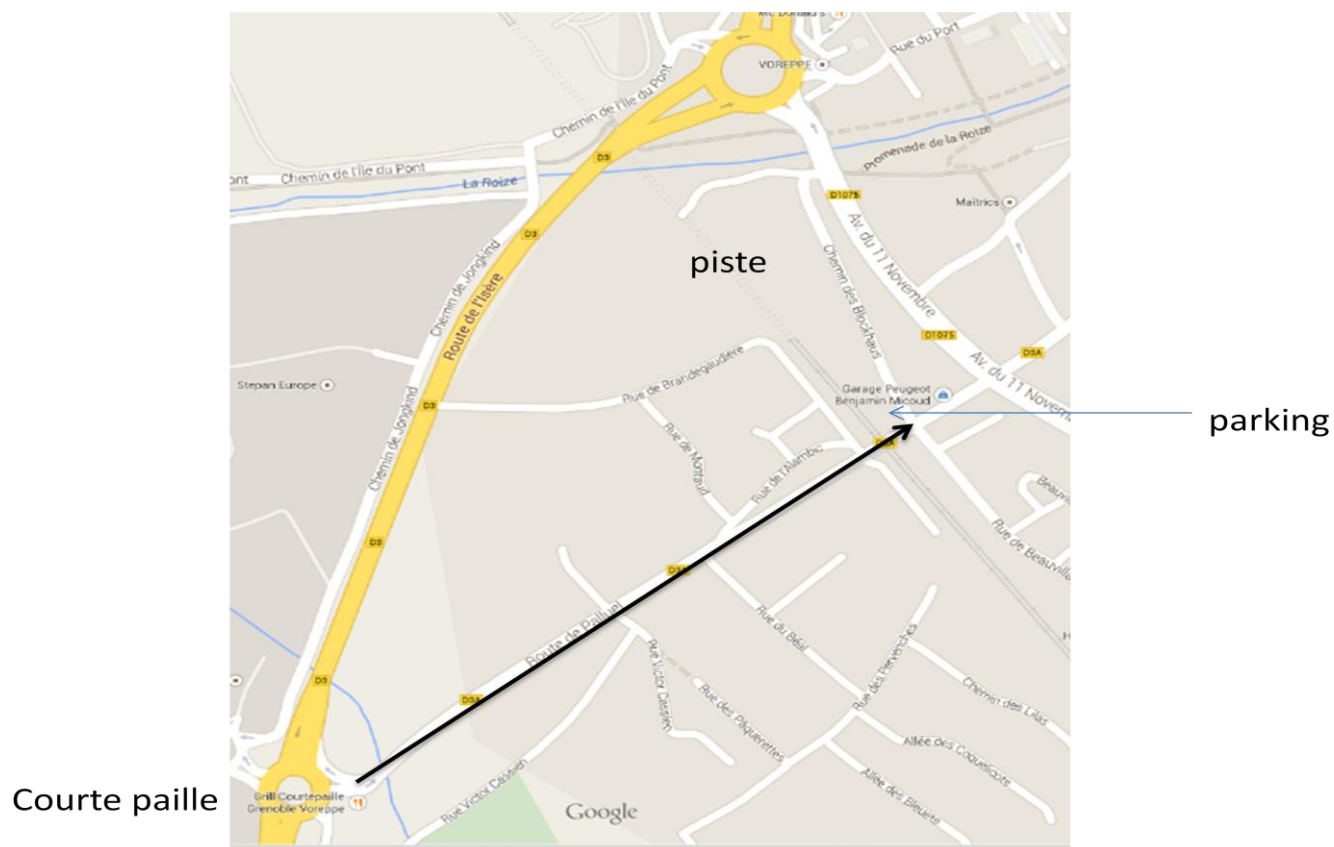 Mc Donald's
Rue du Port
VOREPPE
Chemin de l'Île du Pont
D3
Promenade de la Roize
ont
Chemin de l'Île du Pont
La Roize
D1075
Maitrics
D3
Av. du 11 Novembre
Chemin de Jongkind
piste
Chemin des Blockhaus
Route de l'Isère
D1075
D3A
Rue de Brandegaudière
Av. du 11 Novem
Stepan Europe
Garage Peugeot
Benjamin Micoud
D3
parking
Chemin de Jongkind
Rue de Montaud
Rue de l'Alambic
Beauvi
D3
Rue de Beauvilla
Route de Palluel
Rue du Béal
Rue des Pervenches
Rue Victor Cassien
D3
D3A
Rue des Pâquerettes
Chemin des Lilas
Allée des Coquelicots
Rue Victor Cassien
Allée des Bleuets
Courte paille
Grill Courtepaille
Grenoble Voreppe
Google